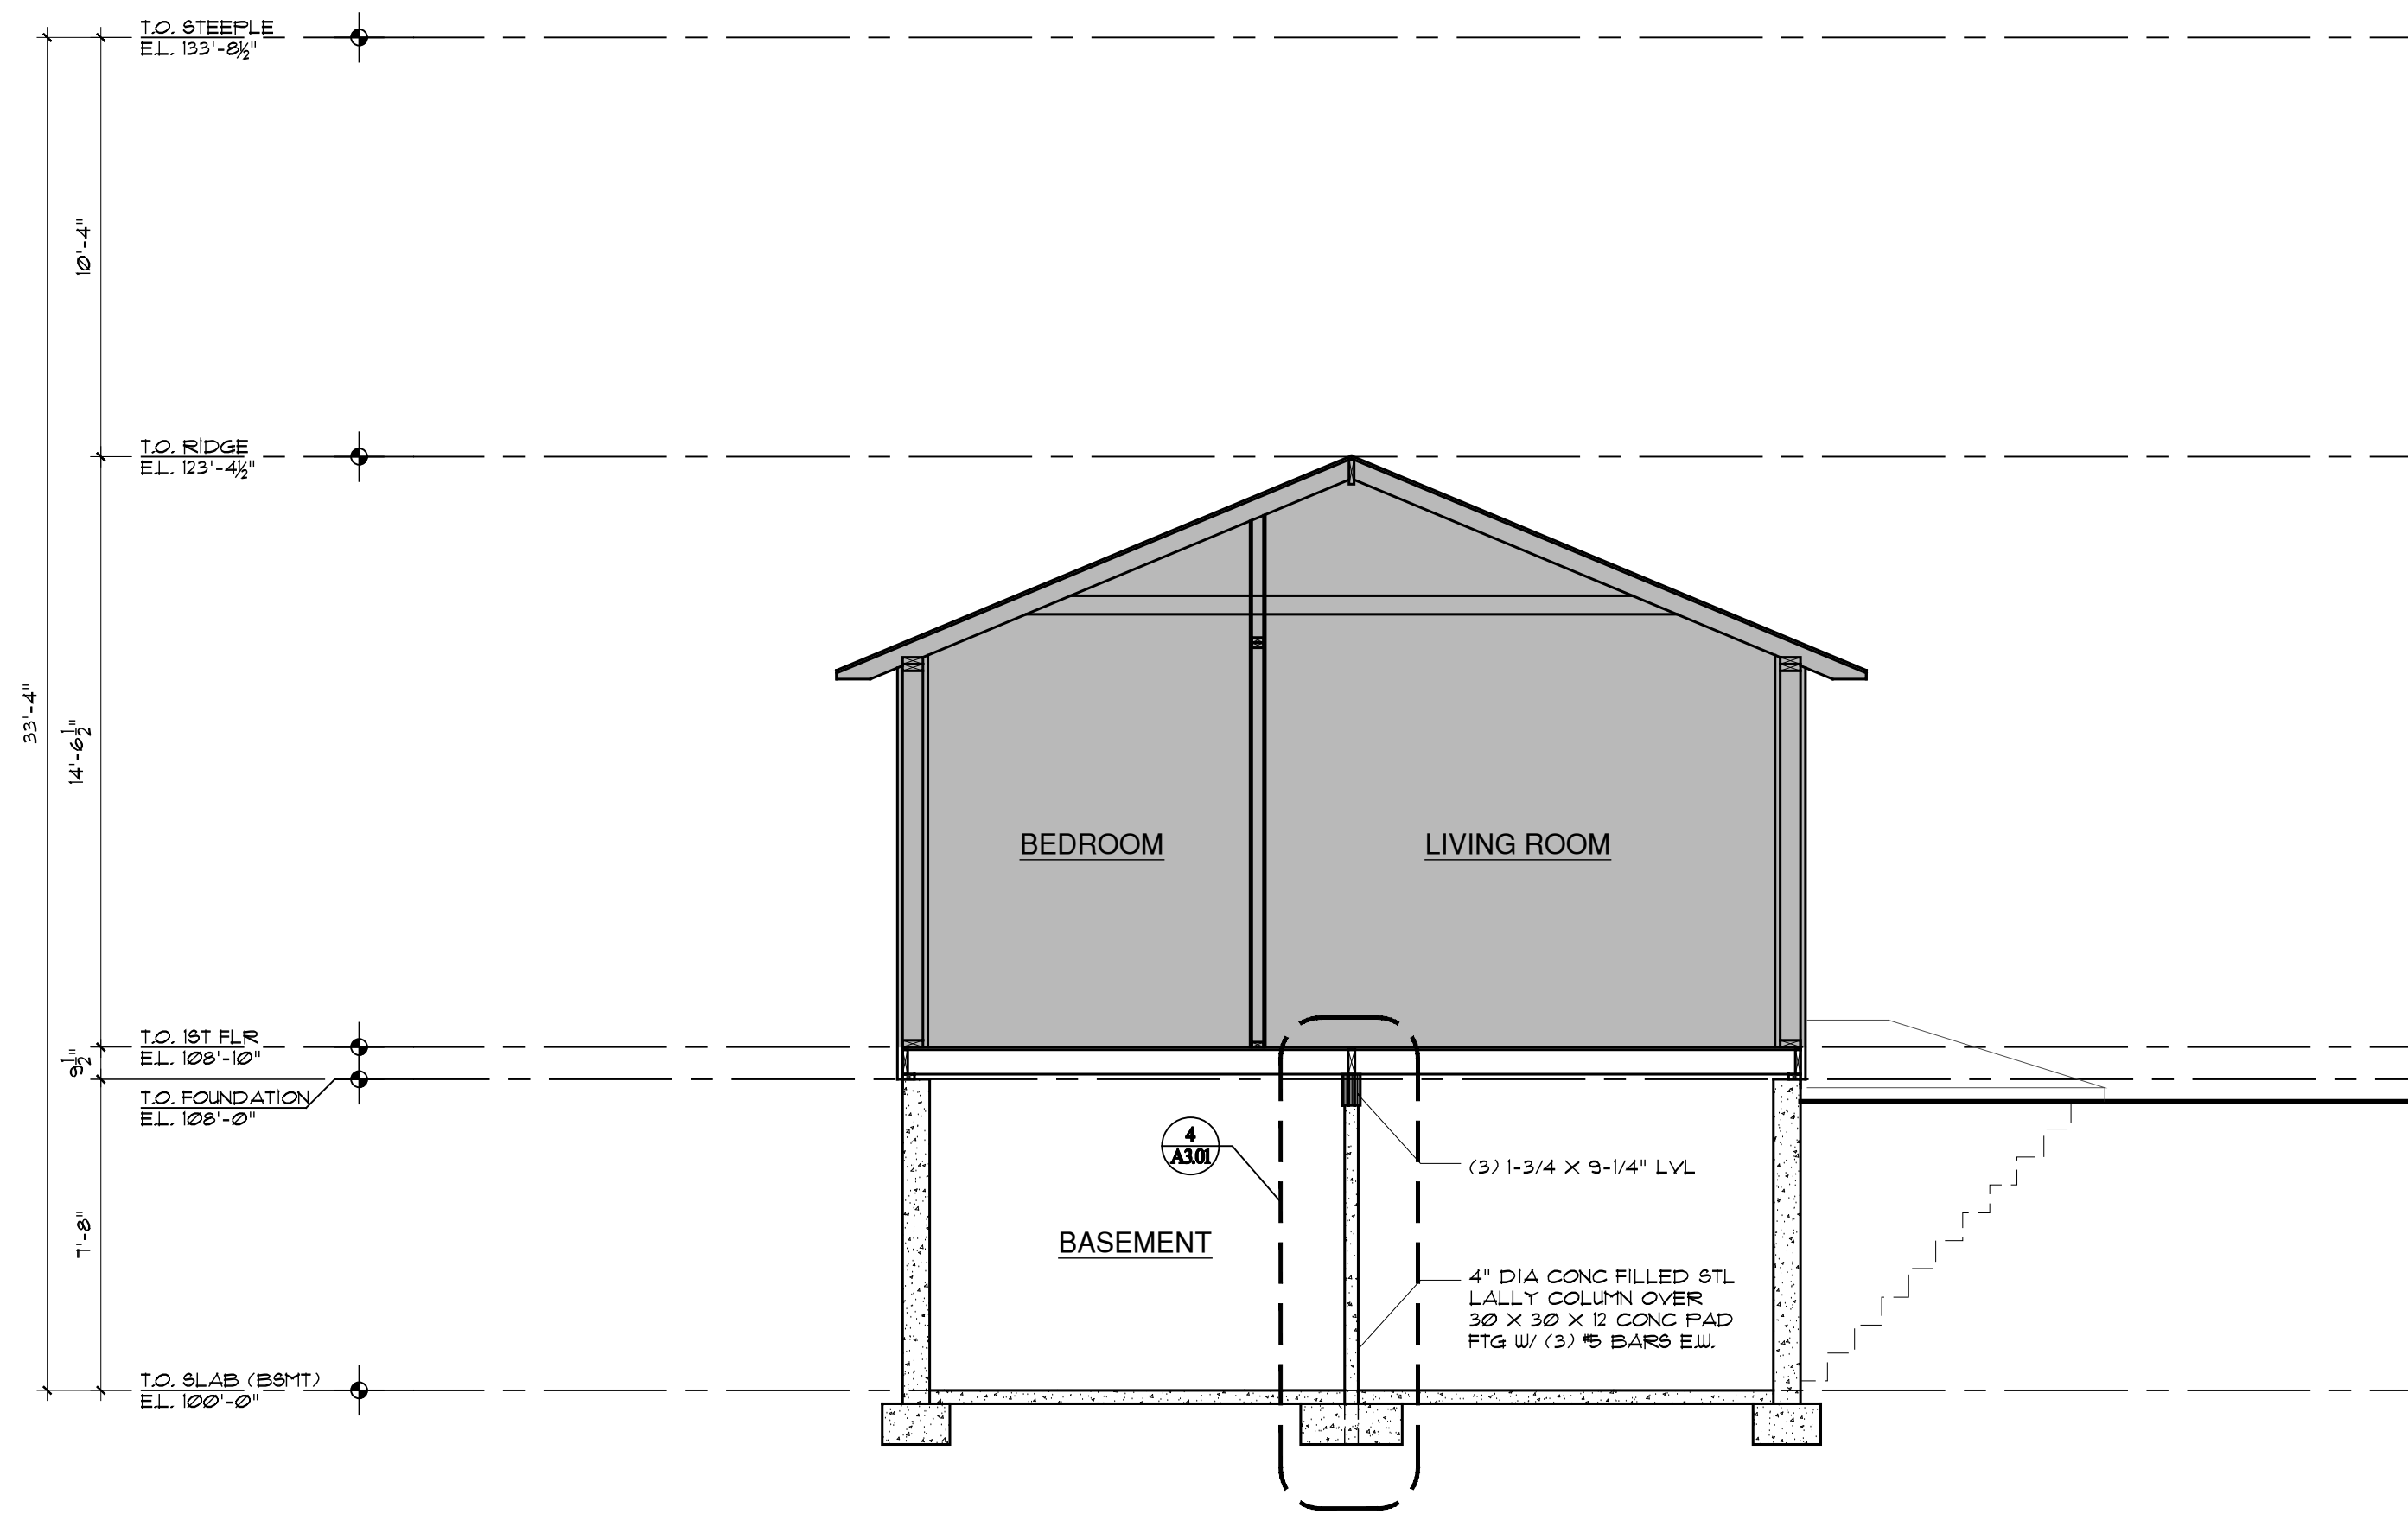 T.O. STEEPLE
E.L. 133'-8½"
10'-4"
T.O. RIDGE
E.L. 123'-4½"
33'-4"
14'-6½"
BEDROOM
LIVING ROOM
T.O. 1ST FLR
E.L. 108'-10"
9½"
T.O. FOUNDATION
E.L. 108'-0"
4
A3.01
(3) 1-3/4 X 9-1/4" LVL
7'-8"
BASEMENT
4" DIA CONC FILLED STL
LALLY COLUMN OVER
30 X 30 X 12 CONC PAD
FTG W/ (3) #5 BARS E.W.
T.O. SLAB (BSMT)
E.L. 100'-0"